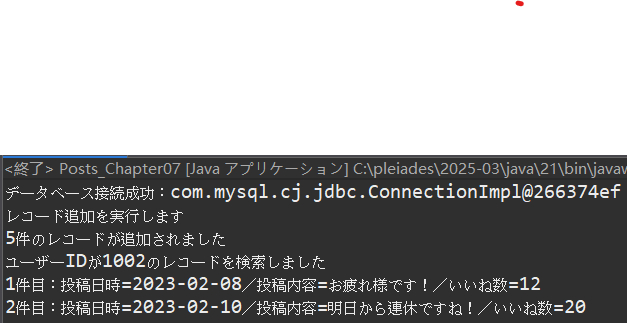 <終了> Posts_Chapter07 [Java アプリケーション] C:\pleiades\2025-03\java\21\bin\javaw
データベース接続成功：com.mysql.cj.jdbc.ConnectionImpl@266374ef
レコード追加を実行します
5件のレコードが追加されました
ユーザーIDが1002のレコードを検索しました
1件目：投稿日時=2023-02-08／投稿内容=お疲れ様です！／いいね数=12
2件目：投稿日時=2023-02-10／投稿内容=明日から連休ですね！／いいね数=20